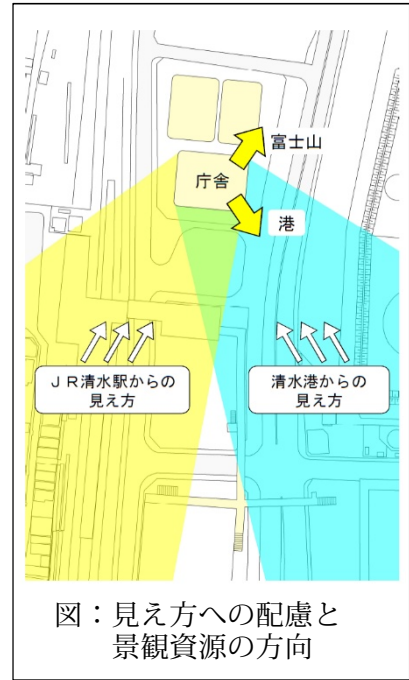 富士山
庁舎
港
ＪＲ清水駅からの
見え方
清水港からの
見え方
図：見え方への配慮と
景観資源の方向